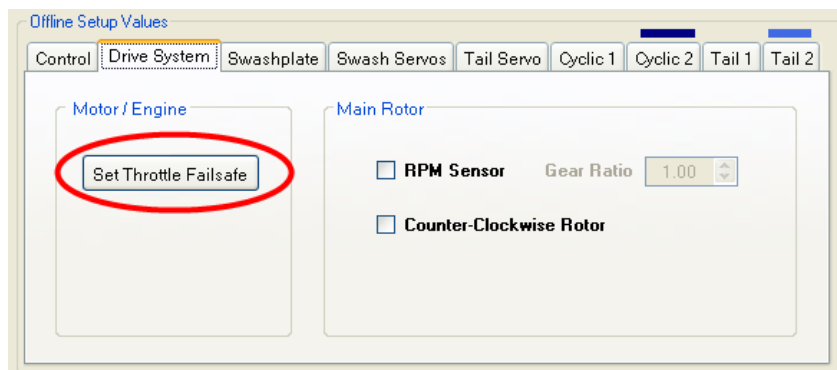 Offline Setup Values
Control Drive System Swashplate Swash Servos Tail Servo Cyclic 1 Cyclic 2 Tail 1 Tail 2
Motor / Engine Main Rotor
Set Throttle Failsafe RPM Sensor Gear Ratio 1.00
Counter-Clockwise Rotor